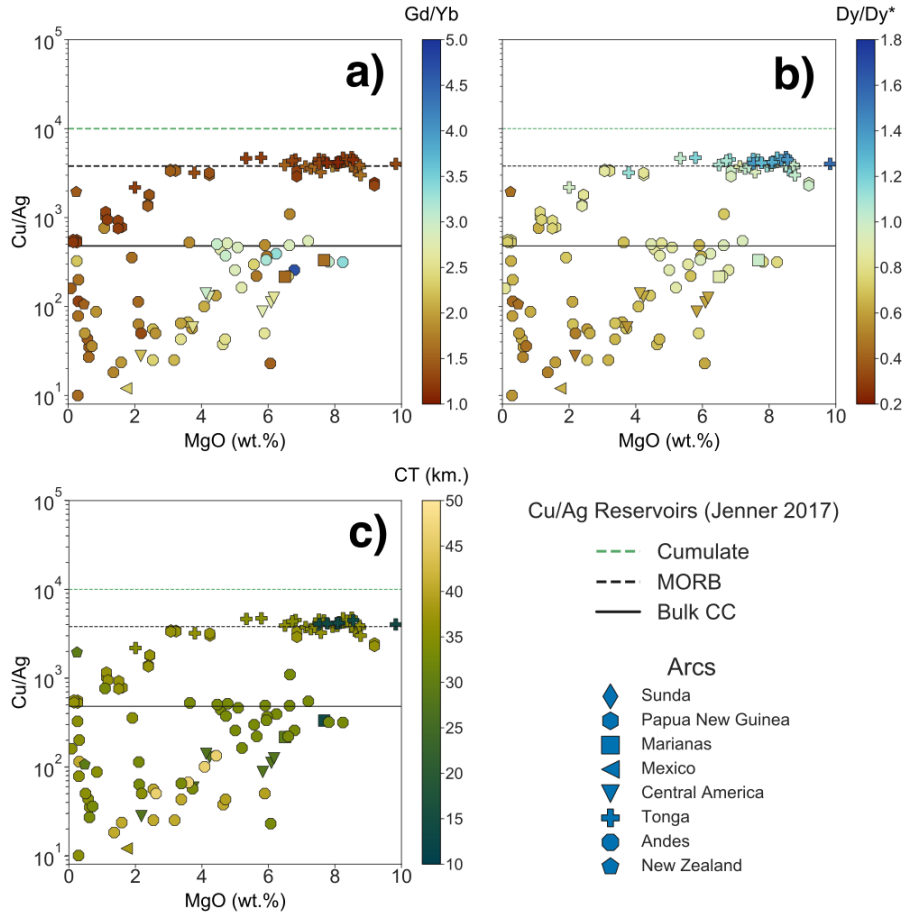 Gd/Yb
Dy/Dy*
a)
b)
10^5
10^4
10^3
10^2
10^1
Cu/Ag
0 2 4 6 8 10
MgO (wt.%)
5.0
4.5
4.0
3.5
3.0
2.5
2.0
1.5
1.0
10^5
10^4
10^3
10^2
10^1
0 2 4 6 8 10
MgO (wt.%)
1.8
1.6
1.4
1.2
1.0
0.8
0.6
0.4
0.2
CT (km.)
c)
10^5
10^4
10^3
10^2
10^1
Cu/Ag
0 2 4 6 8 10
MgO (wt.%)
50
45
40
35
30
25
20
15
10
Cu/Ag Reservoirs (Jenner 2017)
Cumulate
MORB
Bulk CC
Arcs
Sunda
Papua New Guinea
Marianas
Mexico
Central America
Tonga
Andes
New Zealand